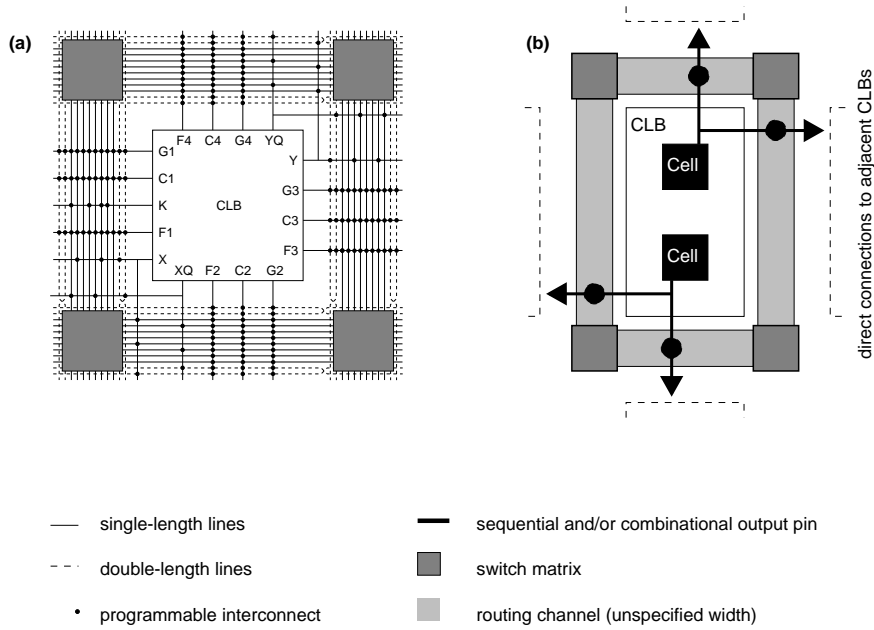 (a)
F4 C4 G4 YQ
G1
C1
K
F1
X
CLB
Y
G3
C3
F3
XQ F2 C2 G2
(b)
CLB
Cell
Cell
direct connections to adjacent CLBs
single-length lines
double-length lines
programmable interconnect
sequential and/or combinational output pin
switch matrix
routing channel (unspecified width)